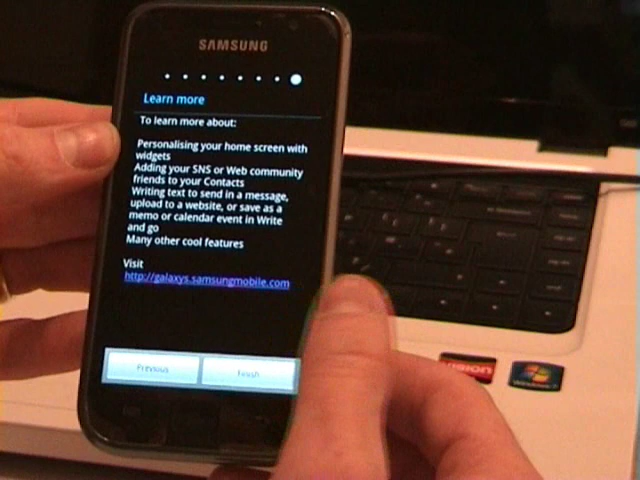 SAMSUNG
Learn more
To learn more about:
Personalising your home screen with
widgets
Adding your SNS or Web community
friends to your Contacts
Writing text to send in a message,
upload to a website, or save as a
memo or calendar event in Write
and go
Many other cool features
Visit
http://galaxys.samsungmobile.com
Previous
Finish
Windows 7